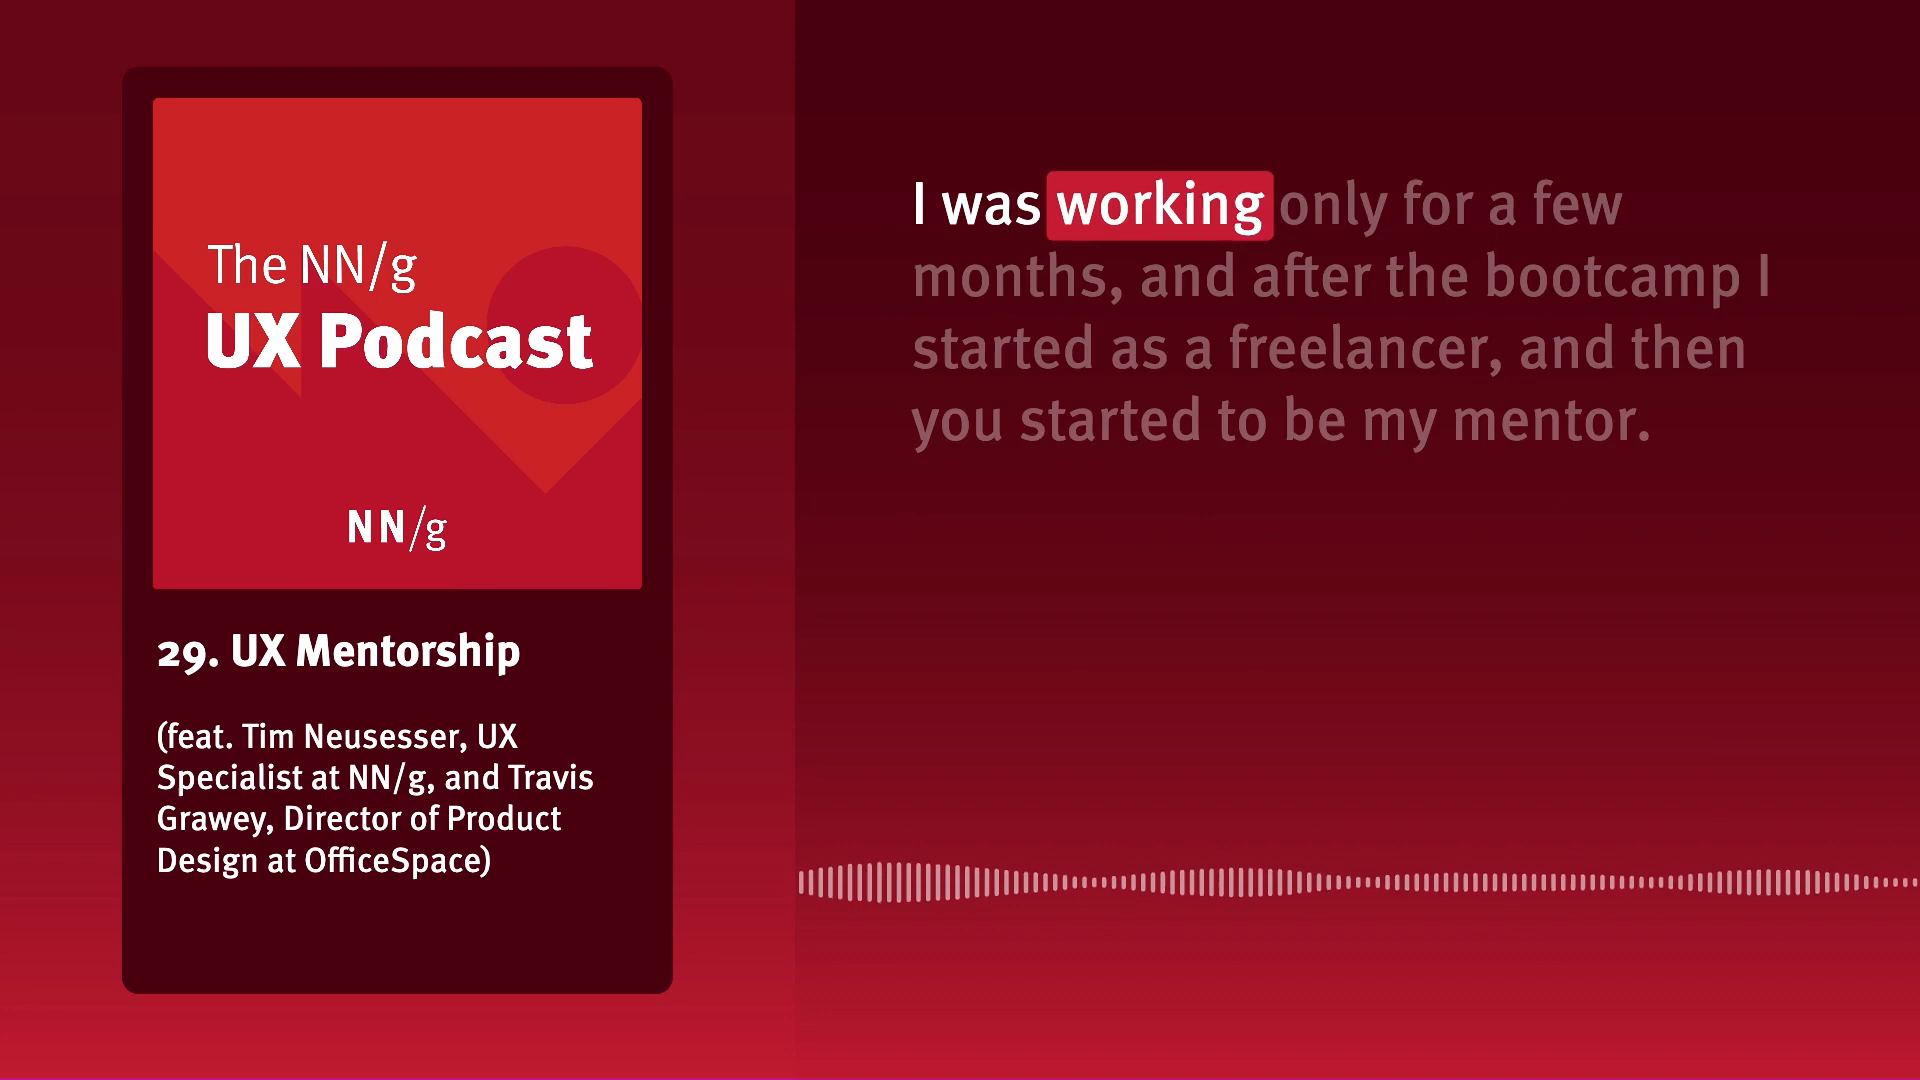 The NN/g
UX Podcast
NN/g
29. UX Mentorship
(feat. Tim Neusesser, UX
Specialist at NN/g, and Travis
Grawey, Director of Product
Design at OfficeSpace)
I was working only for a few
months, and after the bootcamp I
started as a freelancer, and then
you started to be my mentor.